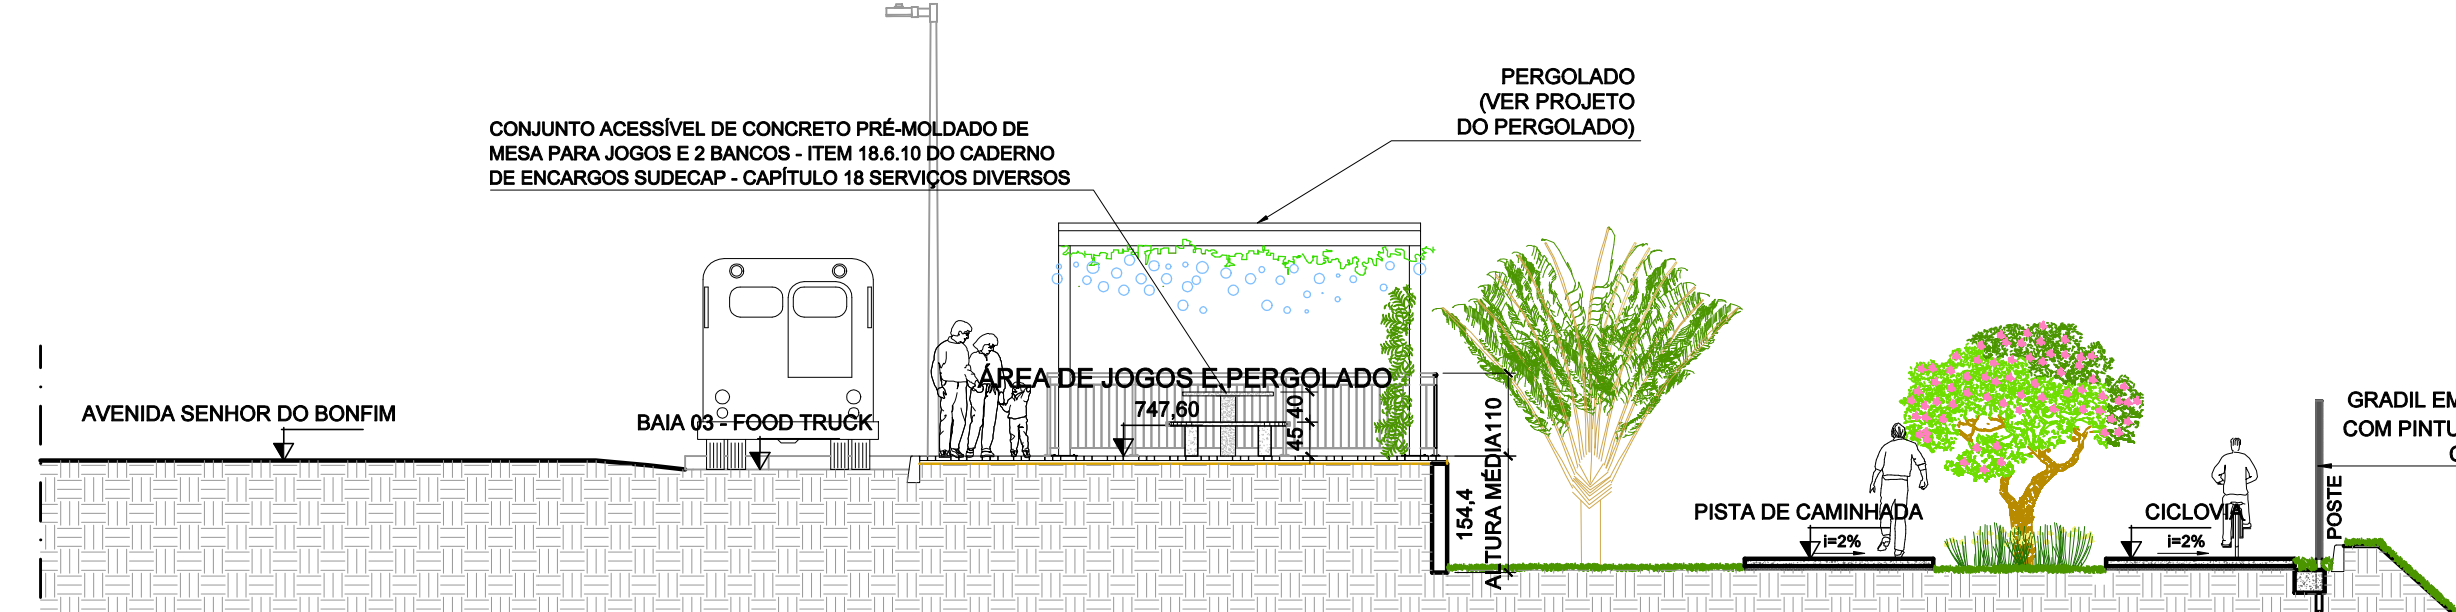 PERGOLADO
(VER PROJETO
DO PERGOLADO)
CONJUNTO ACESSÍVEL DE CONCRETO PRÉ-MOLDADO DE
MESA PARA JOGOS E 2 BANCOS - ITEM 18.6.10 DO CADERNO
DE ENCARGOS SUDECAP - CAPÍTULO 18 SERVIÇOS DIVERSOS
ÁREA DE JOGOS E PERGOLADO
AVENIDA SENHOR DO BONFIM
BAIA 03 - FOOD TRUCK
747,60
40
45
110
154,4
ALTURA MÉDIA
PISTA DE CAMINHADA
i=2%
CICLOVIA
i=2%
POSTE
GRADIL EM
COM PINTU